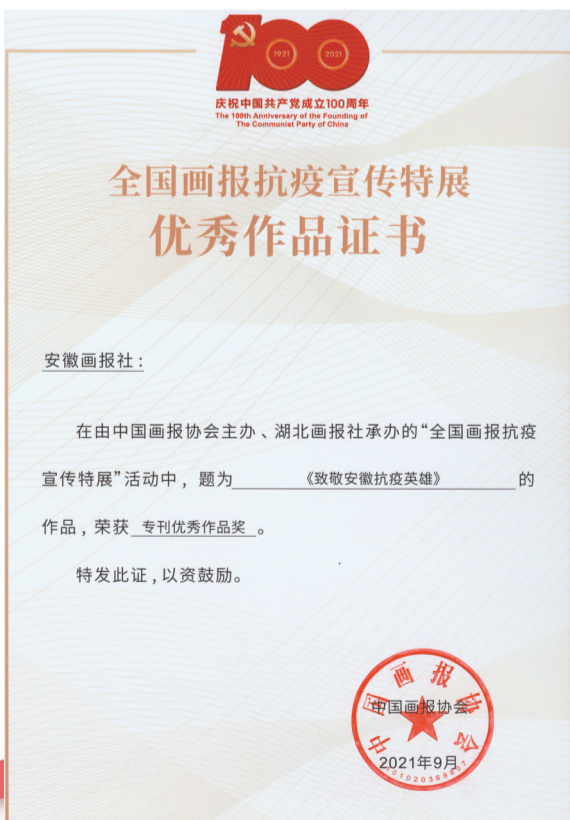 100
1921
2021
庆祝中国共产党成立100周年
The 100th Anniversary of the Founding of
The Communist Party of China
全国画报抗疫宣传特展
优秀作品证书
安徽画报社:
在由中国画报协会主办、湖北画报社承办的“全国画报抗疫
宣传特展”活动中，题为《致敬安徽抗疫英雄》的
作品，荣获 专刊优秀作品奖 。
特发此证，以资鼓励。
中国画报协会
中国画报协会
2021年9月